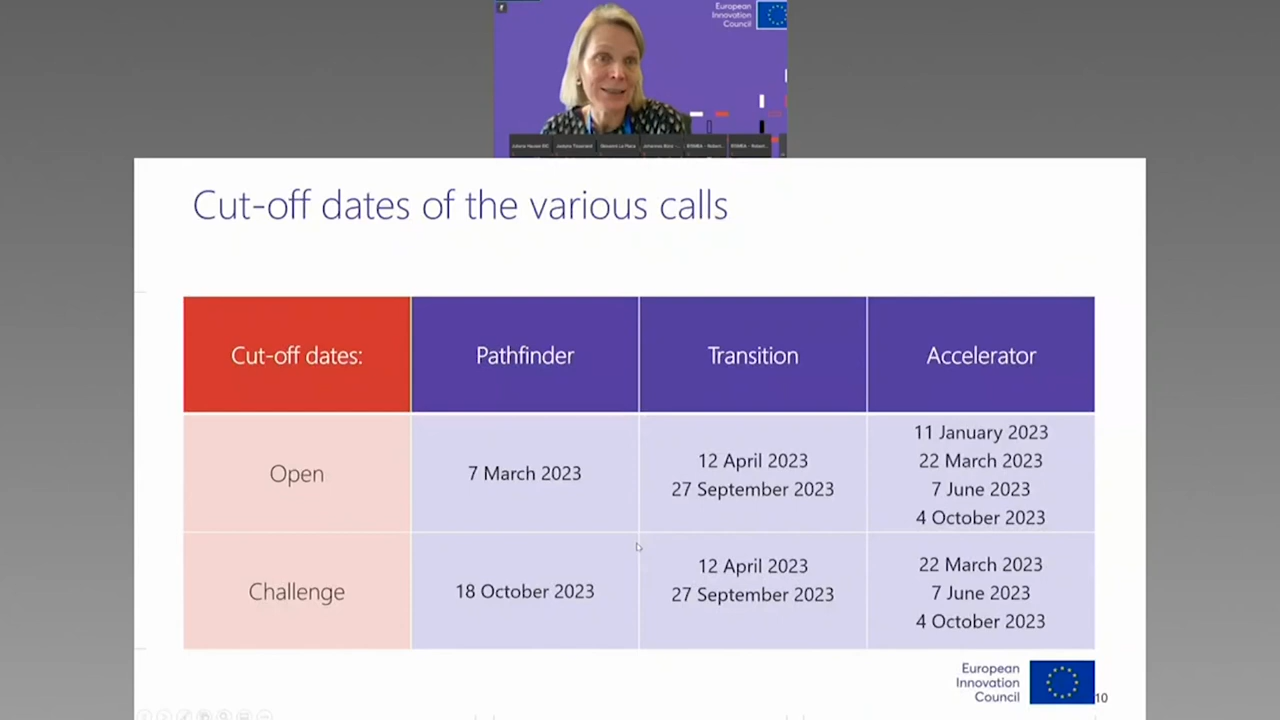 European
Innovation
Council
Cut-off dates of the various calls
Cut-off dates:
Pathfinder
Transition
Accelerator
Open
7 March 2023
12 April 2023
27 September 2023
11 January 2023
22 March 2023
7 June 2023
4 October 2023
Challenge
18 October 2023
12 April 2023
27 September 2023
22 March 2023
7 June 2023
4 October 2023
European
Innovation
Council
10